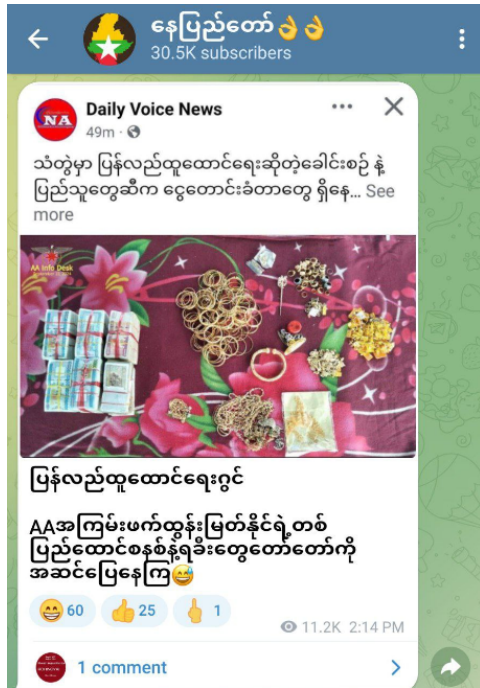 နေပြည်တော်👌👌
30.5K subscribers
CNA
Daily Voice News
49m ·
သံတွဲမှာ ပြန်လည်ထူထောင်ရေးဆိုတဲ့ခေါင်းစဉ် နဲ့
ပြည်သူတွေဆီက ငွေတောင်းခံတာတွေ ရှိနေ... See
more
AA Info Desk
ပြန်လည်ထူထောင်ရေးဂွင်
AAအကြမ်းဖက်ထွန်းမြတ်နိုင်ရဲ့တစ်
ပြည်ထောင်စနစ်နဲ့ရခီးတွေတော်တော်ကို
အဆင်ပြေနေကြ😅
😁 60 👍 25 🖕 1
11.2K 2:14 PM
1 comment